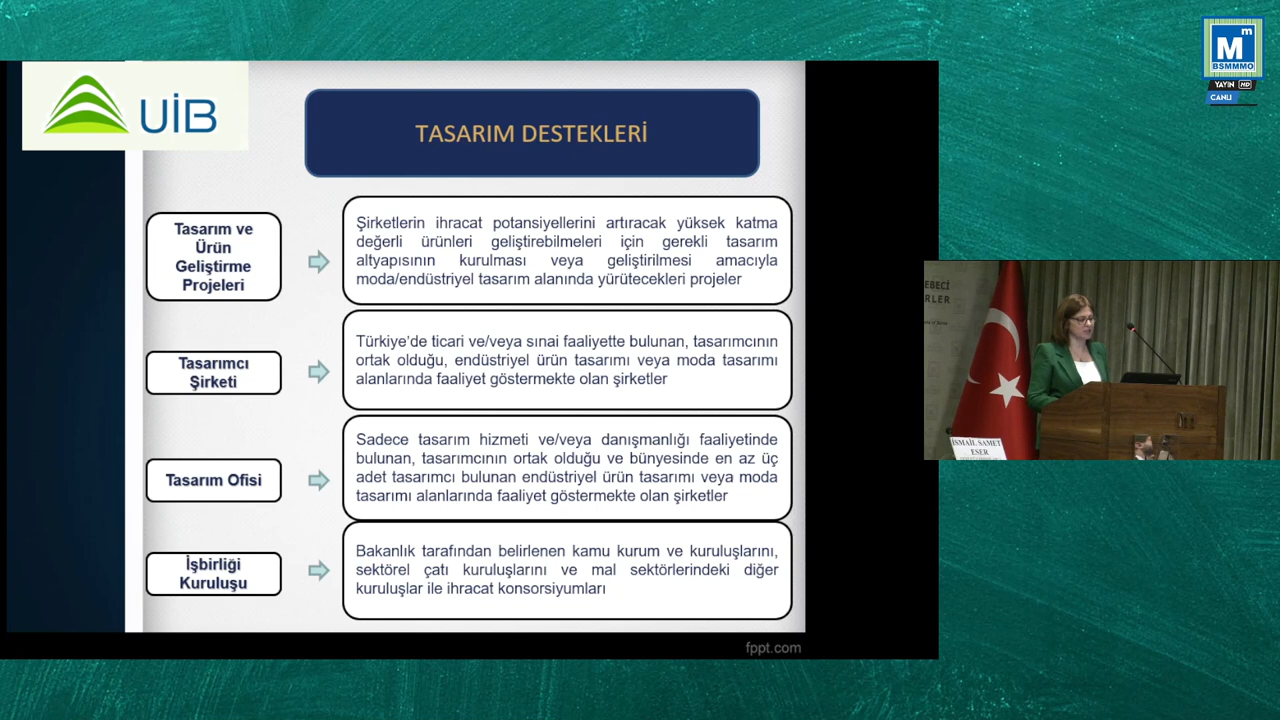 UİB
TASARIM DESTEKLERİ
Tasarım ve
Ürün
Geliştirme
Projeleri
Şirketlerin ihracat potansiyellerini artıracak yüksek katma
değerli ürünleri geliştirebilmeleri için gerekli tasarım
altyapısının kurulması veya geliştirilmesi amacıyla
moda/endüstriyel tasarım alanında yürütecekleri projeler
Tasarımcı
Şirketi
Türkiye’de ticari ve/veya sınai faaliyette bulunan, tasarımcının
ortak olduğu, endüstriyel ürün tasarımı veya moda tasarımı
alanlarında faaliyet göstermekte olan şirketler
Tasarım Ofisi
Sadece tasarım hizmeti ve/veya danışmanlığı faaliyetinde
bulunan, tasarımcının ortak olduğu ve bünyesinde en az üç
adet tasarımcı bulunan endüstriyel ürün tasarımı veya moda
tasarımı alanlarında faaliyet göstermekte olan şirketler
İşbirliği
Kuruluşu
Bakanlık tarafından belirlenen kamu kurum ve kuruluşlarını,
sektörel çatı kuruluşlarını ve mal sektörlerindeki diğer
kuruluşlar ile ihracat konsorsiyumları
fppt.com
Mm
BSMMMO
YAYIN HD
CANLI
EBECİ
RLER
İSMAİL SAMET
ESER